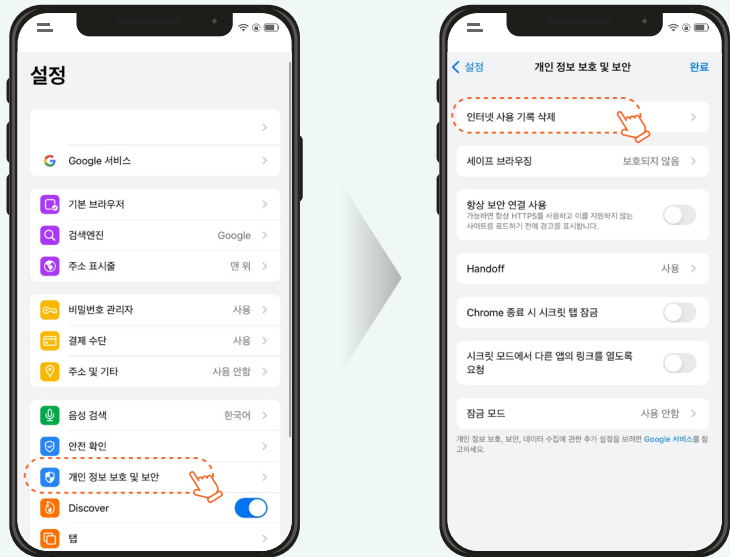 설정
Google 서비스
기본 브라우저
검색엔진 Google
주소 표시줄 맨 위
비밀번호 관리자 사용
결제 수단 사용
주소 및 기타 사용 안함
음성 검색 한국어
안전 확인
개인 정보 보호 및 보안
Discover
탭
설정 개인 정보 보호 및 보안 완료
인터넷 사용 기록 삭제
세이프 브라우징 보호되지 않음
항상 보안 연결 사용
가능하면 항상 HTTPS를 사용하고 이를 지원하지 않는
사이트를 로드하기 전에 경고를 표시합니다.
Handoff 사용
Chrome 종료 시 시크릿 탭 잠금
시크릿 모드에서 다른 앱의 링크를 열도록
요청
잠금 모드 사용 안함
개인 정보 보호, 보안, 데이터 수집에 관한 추가 설정을 보려면 Google 서비스를 참
고하세요.